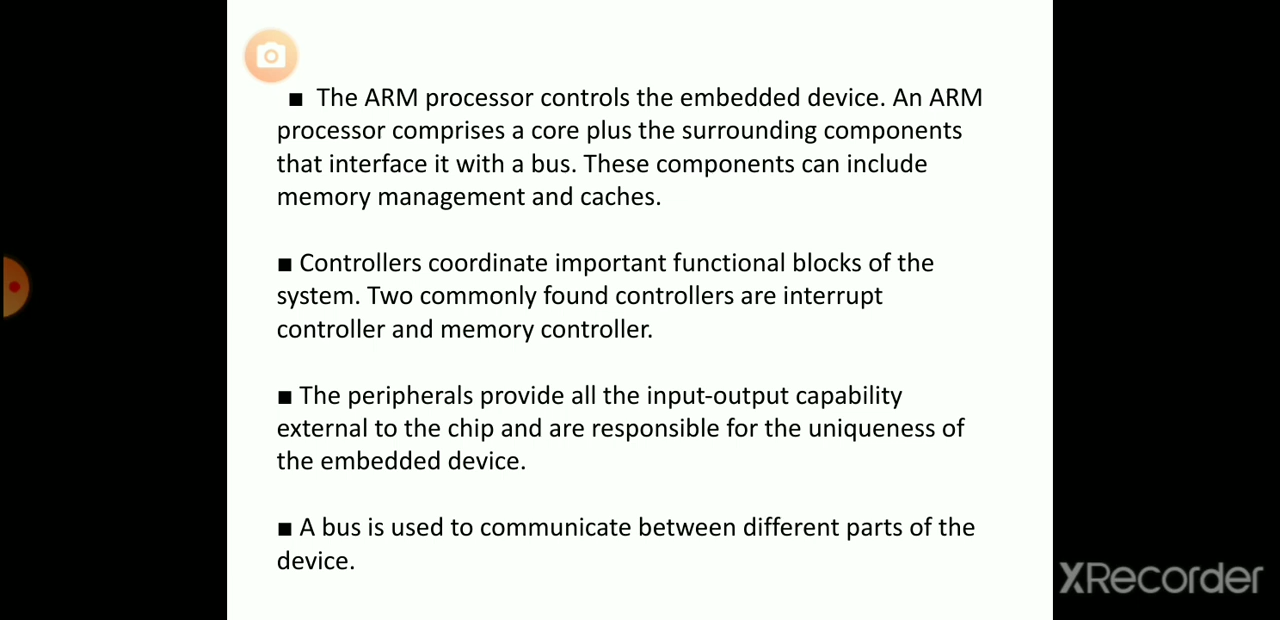 ■ The ARM processor controls the embedded device. An ARM
processor comprises a core plus the surrounding components
that interface it with a bus. These components can include
memory management and caches.
■ Controllers coordinate important functional blocks of the
system. Two commonly found controllers are interrupt
controller and memory controller.
■ The peripherals provide all the input-output capability
external to the chip and are responsible for the uniqueness of
the embedded device.
■ A bus is used to communicate between different parts of the
device.
XRecorder